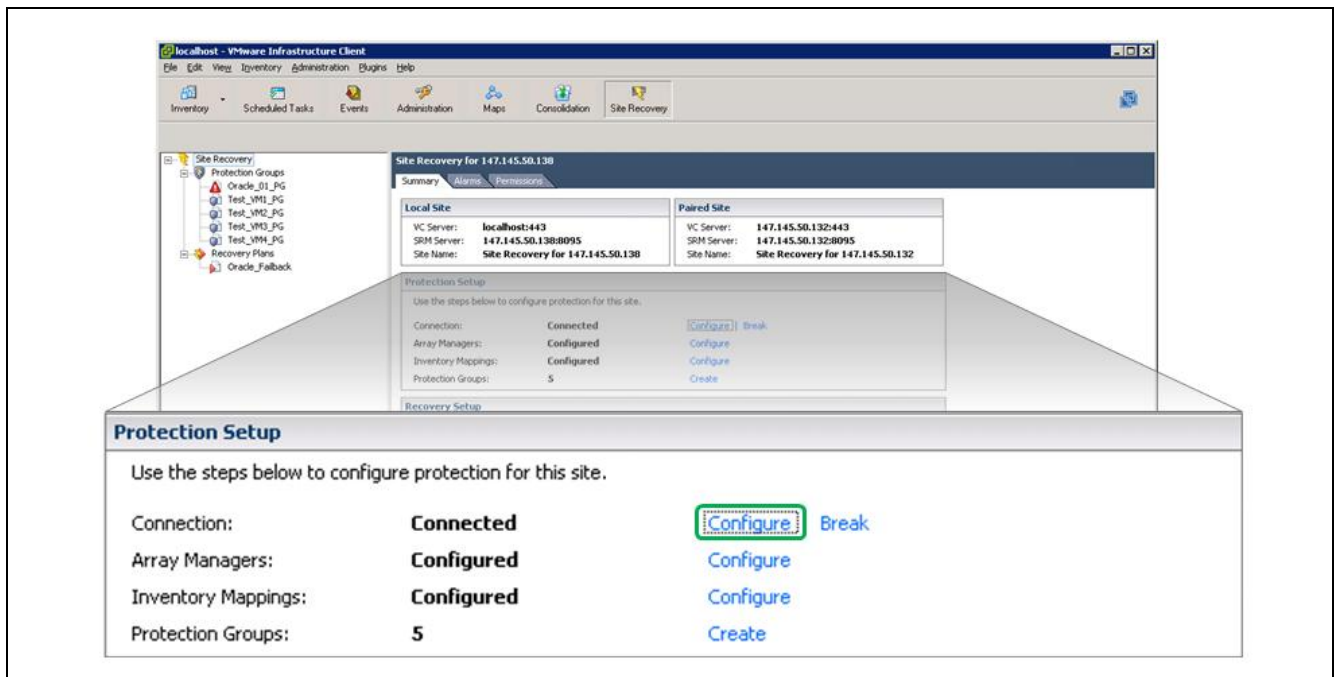 localhost - VMware Infrastructure Client
File Edit View Inventory Administration Plugins Help
Inventory Scheduled Tasks Events Administration Maps Consolidation Site Recovery
Site Recovery
Protection Groups
Oracle_01_PG
Test_VM1_PG
Test_VM2_PG
Test_VM3_PG
Test_VM4_PG
Recovery Plans
Oracle_Failback
Site Recovery for 147.145.50.138
Summary Alarms Permissions
Local Site
VC Server: localhost:443
SRM Server: 147.145.50.138:8095
Site Name: Site Recovery for 147.145.50.138
Paired Site
VC Server: 147.145.50.132:443
SRM Server: 147.145.50.132:8095
Site Name: Site Recovery for 147.145.50.132
Protection Setup
Use the steps below to configure protection for this site.
Connection: Connected Configure | Break
Array Managers: Configured Configure
Inventory Mappings: Configured Configure
Protection Groups: 5 Create
Recovery Setup
Protection Setup
Use the steps below to configure protection for this site.
Connection: Connected Configure Break
Array Managers: Configured Configure
Inventory Mappings: Configured Configure
Protection Groups: 5 Create